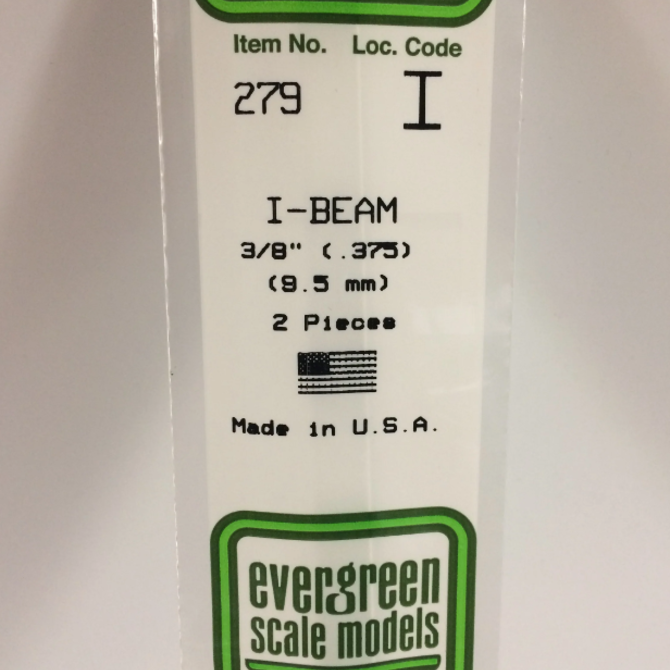 Item No. Loc. Code
279 I
I-BEAM
3/8" (.375)
(9.5 mm)
2 Pieces
Made in U.S.A.
evergreen
scale models